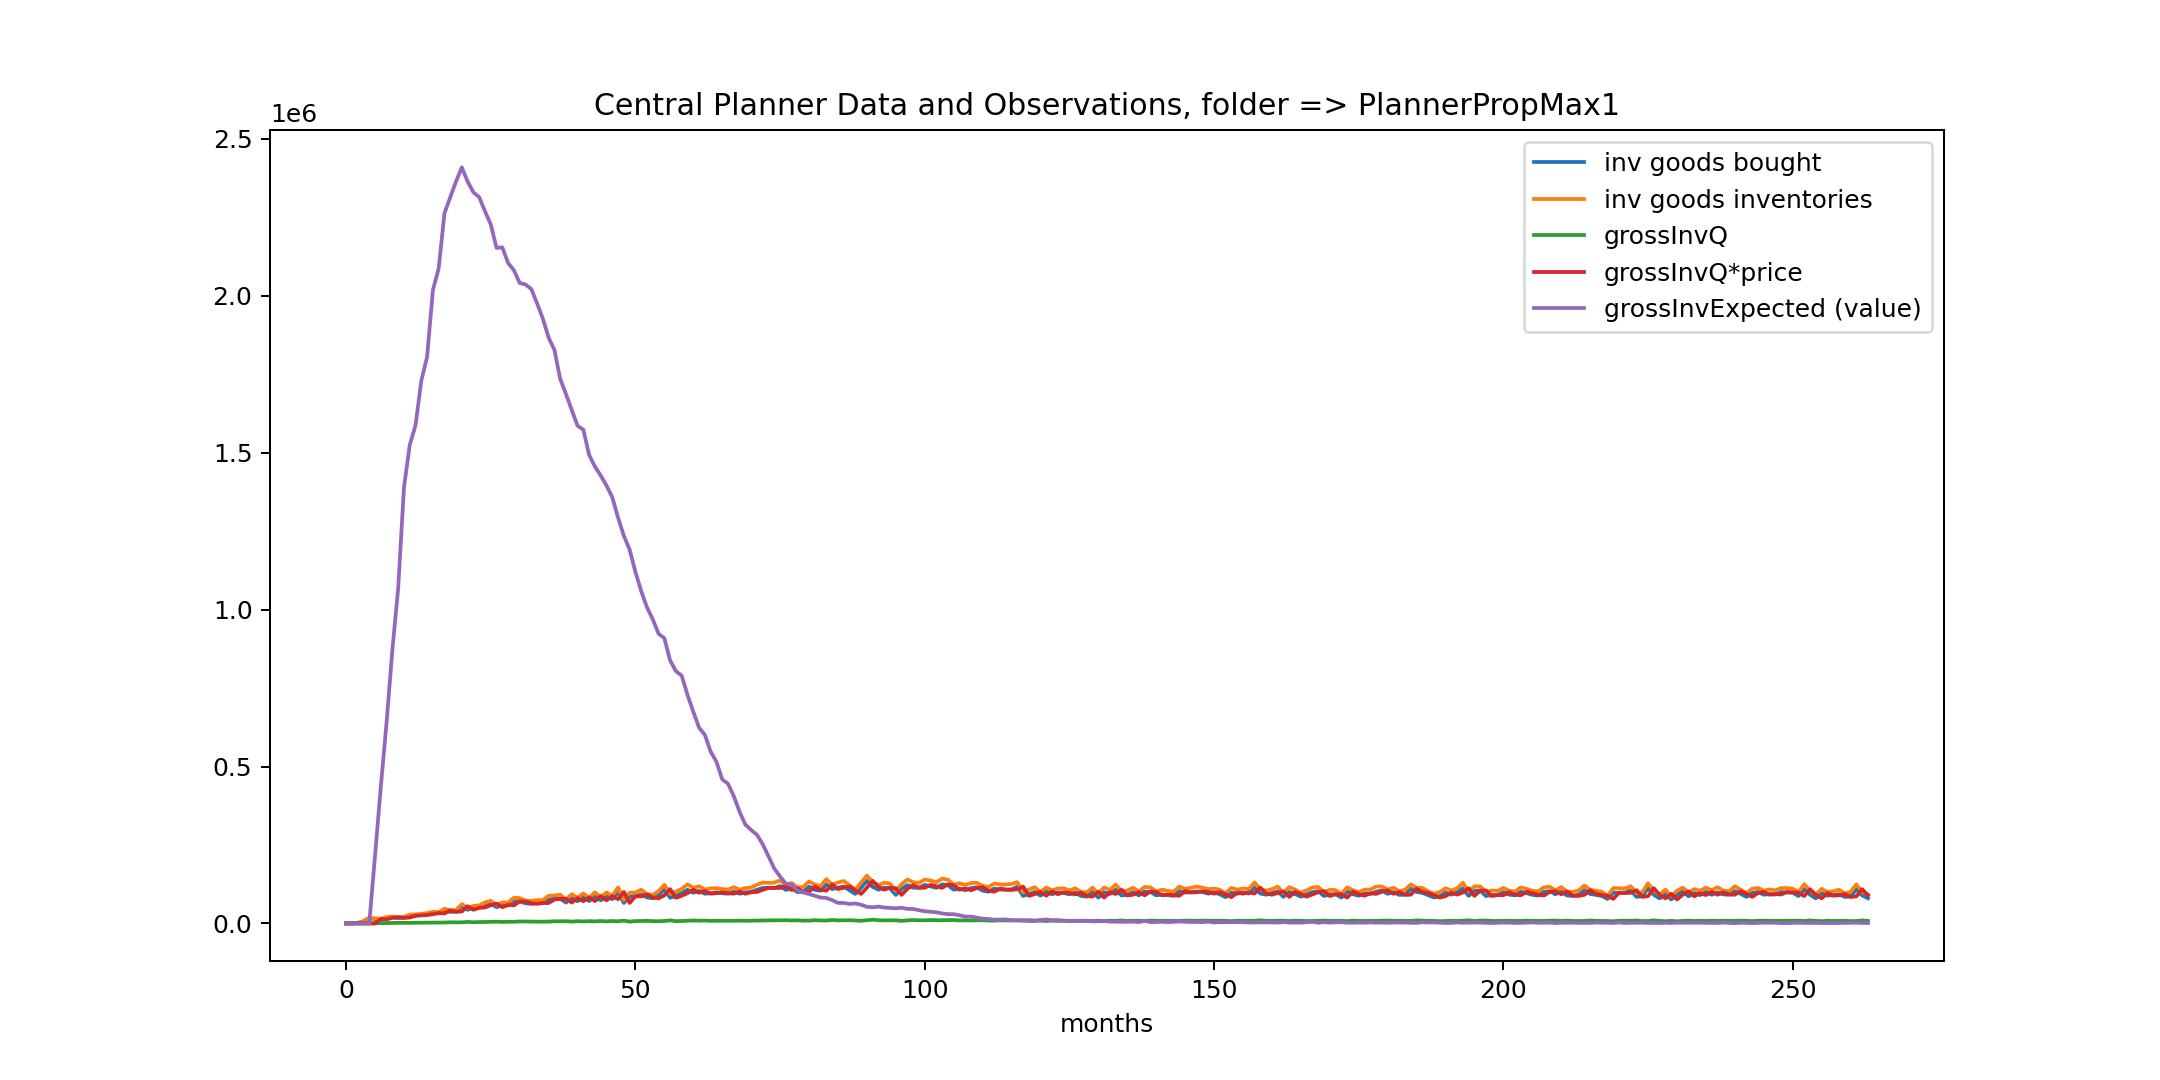 Central Planner Data and Observations, folder => PlannerPropMax1
1e6
2.5
2.0
1.5
1.0
0.5
0.0
inv goods bought
inv goods inventories
grossInvQ
grossInvQ*price
grossInvExpected (value)
0 50 100 150 200 250
months